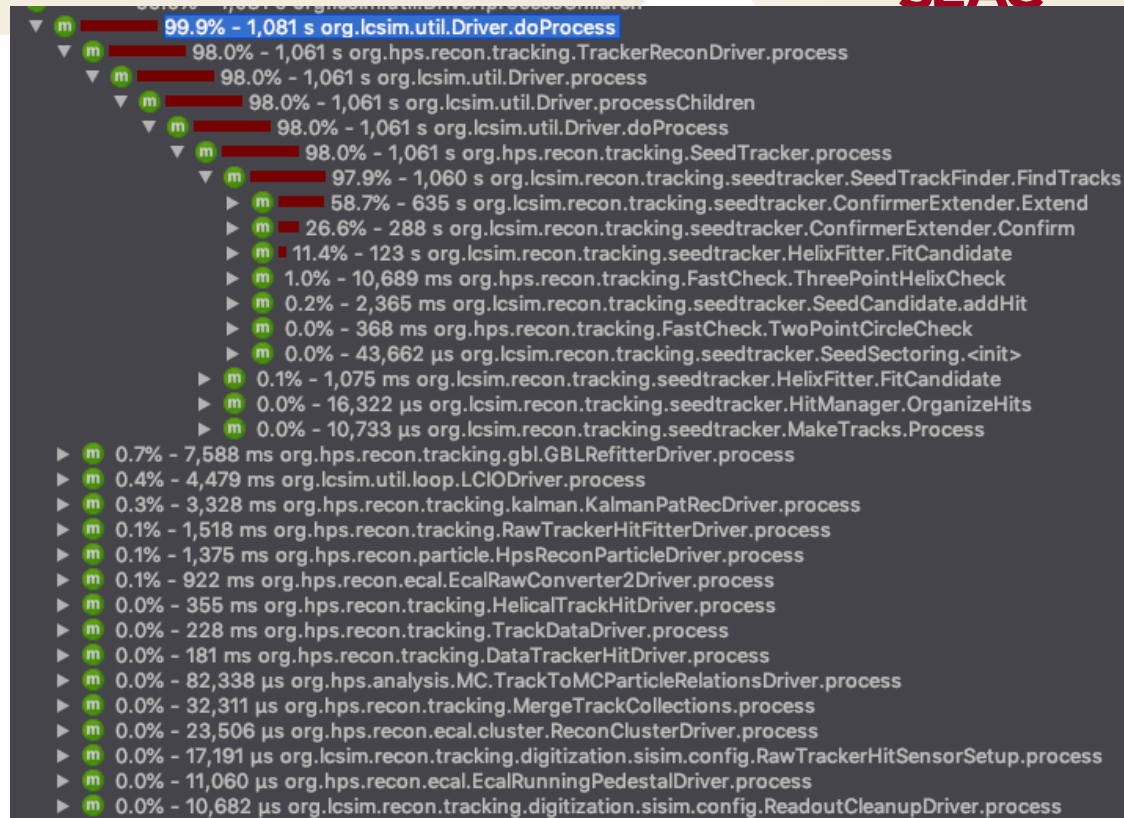 SLAC
99.9% - 1,081 s org.lcsim.util.Driver.doProcess
m 98.0% - 1,061 s org.hps.recon.tracking.TrackerReconDriver.process
m 98.0% - 1,061 s org.lcsim.util.Driver.process
m 98.0% - 1,061 s org.lcsim.util.Driver.processChildren
m 98.0% - 1,061 s org.lcsim.util.Driver.doProcess
m 98.0% - 1,061 s org.hps.recon.tracking.SeedTracker.process
m 97.9% - 1,060 s org.lcsim.recon.tracking.seedtracker.SeedTrackFinder.FindTracks
m 58.7% - 635 s org.lcsim.recon.tracking.seedtracker.ConfirmerExtender.Extend
m 26.6% - 288 s org.lcsim.recon.tracking.seedtracker.ConfirmerExtender.Confirm
m 11.4% - 123 s org.lcsim.recon.tracking.seedtracker.HelixFitter.FitCandidate
m 1.0% - 10,689 ms org.hps.recon.tracking.FastCheck.ThreePointHelixCheck
m 0.2% - 2,365 ms org.lcsim.recon.tracking.seedtracker.SeedCandidate.addHit
m 0.0% - 368 ms org.hps.recon.tracking.FastCheck.TwoPointCircleCheck
m 0.0% - 43,662 µs org.lcsim.recon.tracking.seedtracker.SeedSectoring.<init>
m 0.1% - 1,075 ms org.lcsim.recon.tracking.seedtracker.HelixFitter.FitCandidate
m 0.0% - 16,322 µs org.lcsim.recon.tracking.seedtracker.HitManager.OrganizeHits
m 0.0% - 10,733 µs org.lcsim.recon.tracking.seedtracker.MakeTracks.Process
m 0.7% - 7,588 ms org.hps.recon.tracking.gbl.GBLRefitterDriver.process
m 0.4% - 4,479 ms org.lcsim.util.loop.LCIODriver.process
m 0.3% - 3,328 ms org.hps.recon.tracking.kalman.KalmanPatRecDriver.process
m 0.1% - 1,518 ms org.hps.recon.tracking.RawTrackerHitFitterDriver.process
m 0.1% - 1,375 ms org.hps.recon.particle.HpsReconParticleDriver.process
m 0.1% - 922 ms org.hps.recon.ecal.EcalRawConverter2Driver.process
m 0.0% - 355 ms org.hps.recon.tracking.HelicalTrackHitDriver.process
m 0.0% - 228 ms org.hps.recon.tracking.TrackDataDriver.process
m 0.0% - 181 ms org.hps.recon.tracking.DataTrackerHitDriver.process
m 0.0% - 82,338 µs org.hps.analysis.MC.TrackToMCParticleRelationsDriver.process
m 0.0% - 32,311 µs org.hps.recon.tracking.MergeTrackCollections.process
m 0.0% - 23,506 µs org.hps.recon.ecal.cluster.ReconClusterDriver.process
m 0.0% - 17,191 µs org.lcsim.recon.tracking.digitization.sisim.config.RawTrackerHitSensorSetup.process
m 0.0% - 11,060 µs org.hps.recon.ecal.EcalRunningPedestalDriver.process
m 0.0% - 10,682 µs org.lcsim.recon.tracking.digitization.sisim.config.ReadoutCleanupDriver.process